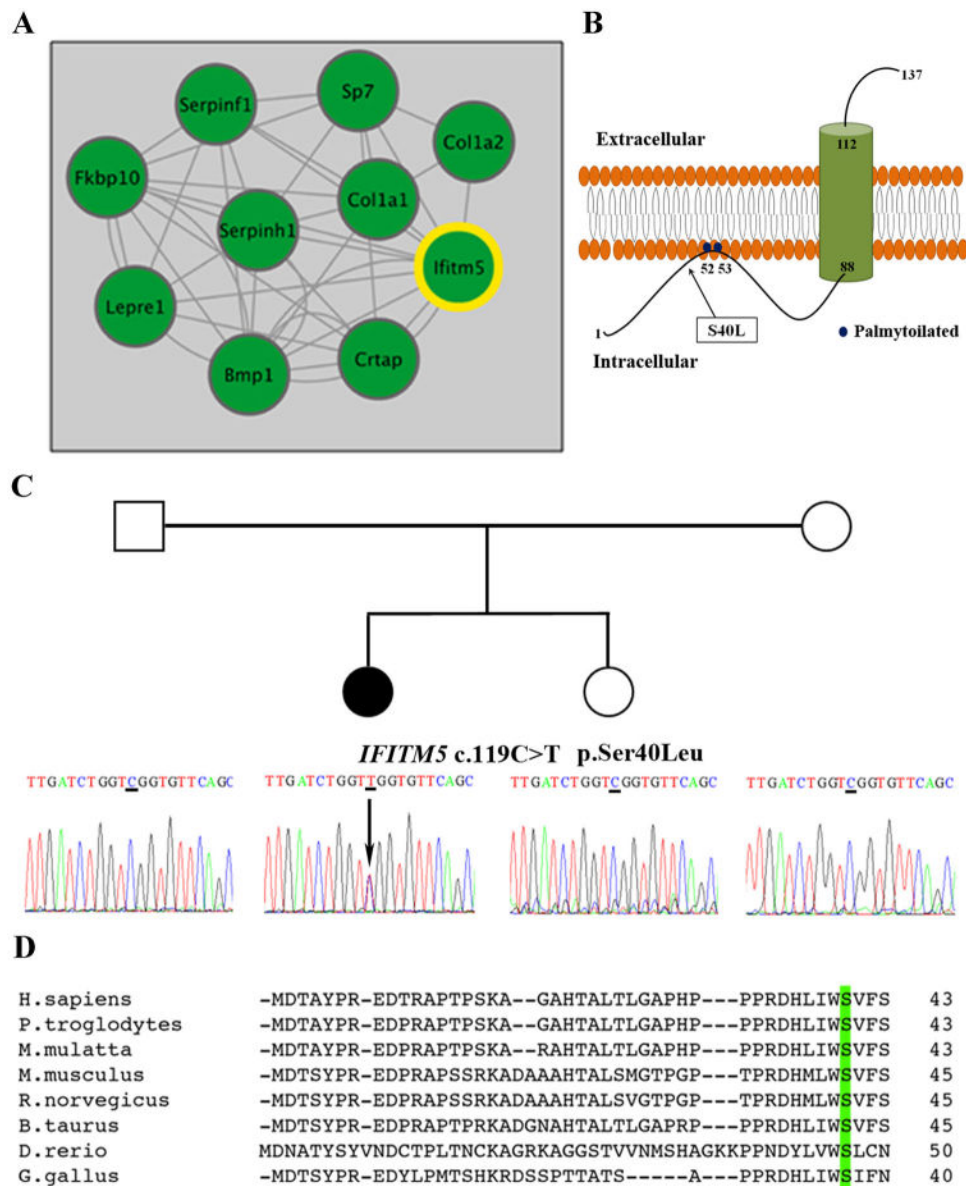 A
B
Serpinf1
Sp7
Col1a2
Fkbp10
Serpinh1
Col1a1
Ifitm5
Lepre1
Bmp1
Crtap
137
Extracellular
112
52 53
88
1
S40L
Palmytoilated
Intracellular
C
IFITM5 c.119C>T p.Ser40Leu
TTGATCTGGTCGGTGTTCAGC TTGATCTGGTTGGTGTTCAGC TTGATCTGGTCGGTGTTCAGC TTGATCTGGTCGGTGTTCAGC
D
H.sapiens -MDTAYPR-EDTRAPTPSKA--GAHTALTLGAPHP---PPRDHLIWSVFS 43
P.troglodytes -MDTAYPR-EDPRAPTPSKA--GAHTALTLGAPHP---PPRDHLIWSVFS 43
M.mulatta -MDTAYPR-EDPRAPTPSKA--RAHTALTLGAPHP---PPRDHLIWSVFS 43
M.musculus -MDTSYPR-EDPRAPSSRKADAAAHTALSMGTPGP---TPRDHMLWSVFS 45
R.norvegicus -MDTSYPR-EDPRAPSSRKADAAAHTALSVGTPGP---TPRDHMLWSVFS 45
B.taurus -MDTSYPR-EDPRAPTPRKADGNAHTALTLGAPRP---PPRDHLIWSVFS 45
D.rerio MDNATYSYVNDCTPLTNCKAGRKAGGSTVVNMSHAGKKPPNDYLVWSLCN 50
G.gallus -MDTSYPR-EDYLPMTSHKRDSSPTTATS-----A---PPRDHLIWSIFN 40